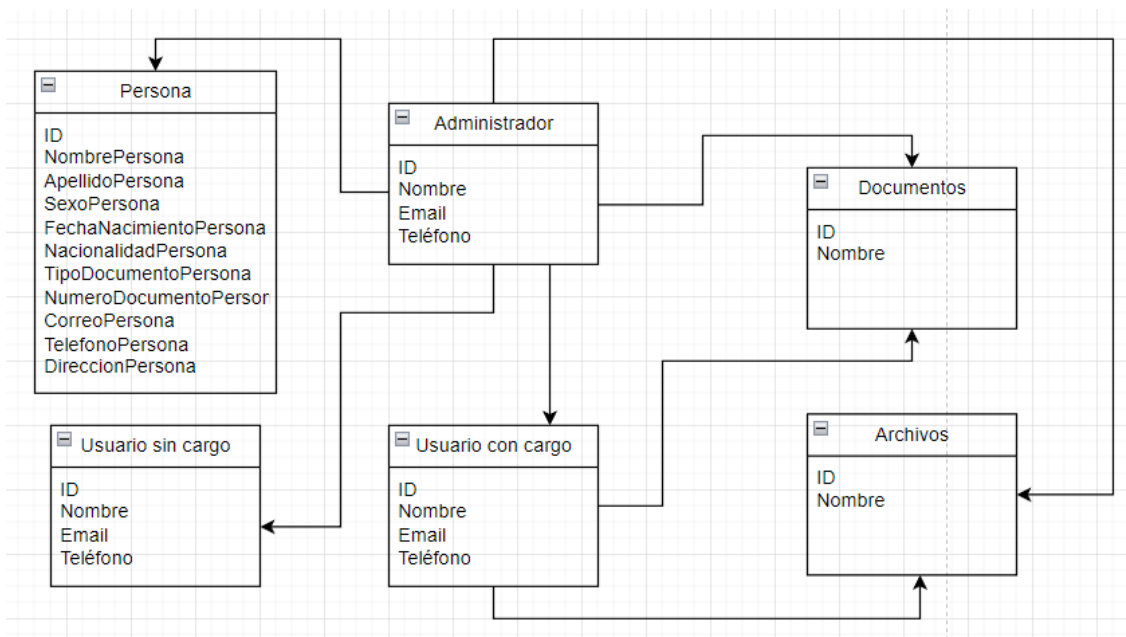 Persona
ID
NombrePersona
ApellidoPersona
SexoPersona
FechaNacimientoPersona
NacionalidadPersona
TipoDocumentoPersona
NumeroDocumentoPerson
CorreoPersona
TelefonoPersona
DireccionPersona
Administrador
ID
Nombre
Email
Teléfono
Documentos
ID
Nombre
Usuario sin cargo
ID
Nombre
Email
Teléfono
Usuario con cargo
ID
Nombre
Email
Teléfono
Archivos
ID
Nombre